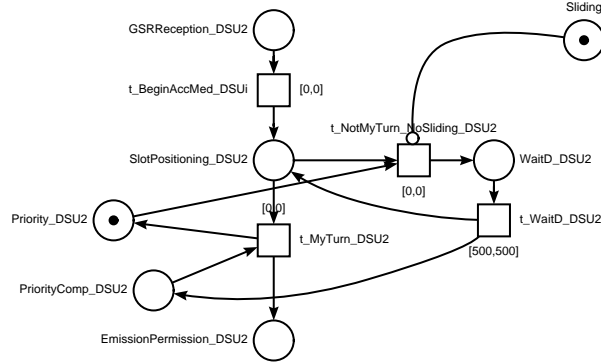 Sliding
GSRReception_DSU2
t_BeginAccMed_DSUi
[0,0]
t_NotMyTurn_NoSliding_DSU2
SlotPositioning_DSU2
WaitD_DSU2
[0,0]
Priority_DSU2
[0,0]
t_WaitD_DSU2
t_MyTurn_DSU2
[500,500]
PriorityComp_DSU2
EmissionPermission_DSU2